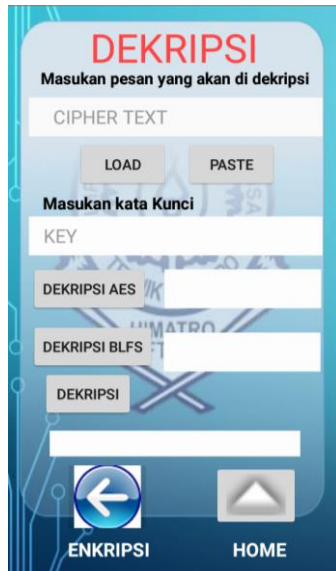 DEKRIPSI
Masukan pesan yang akan di dekripsi
CIPHER TEXT
LOAD PASTE
Masukan kata Kunci
KEY
DEKRIPSI AES
DEKRIPSI BLFS
HIMATRO
DEKRIPSI
ENKRIPSI HOME